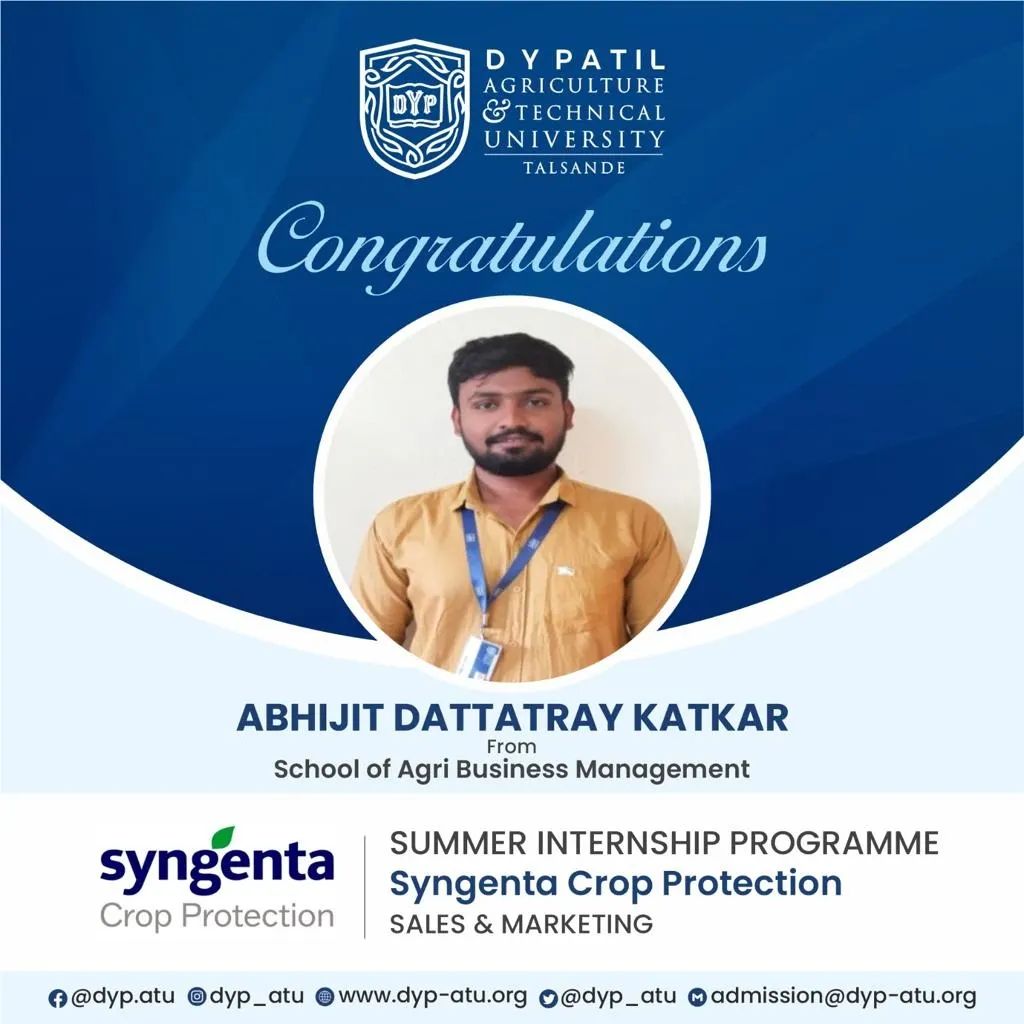 DYP
D Y PATIL
AGRICULTURE
& TECHNICAL
UNIVERSITY
TALSANDE
Congratulations
ABHIJIT DATTATRAY KATKAR
From
School of Agri Business Management
syngenta
Crop Protection
SUMMER INTERNSHIP PROGRAMME
Syngenta Crop Protection
SALES & MARKETING
@dyp.atu @dyp_atu www.dyp-atu.org @dyp_atu admission@dyp-atu.org